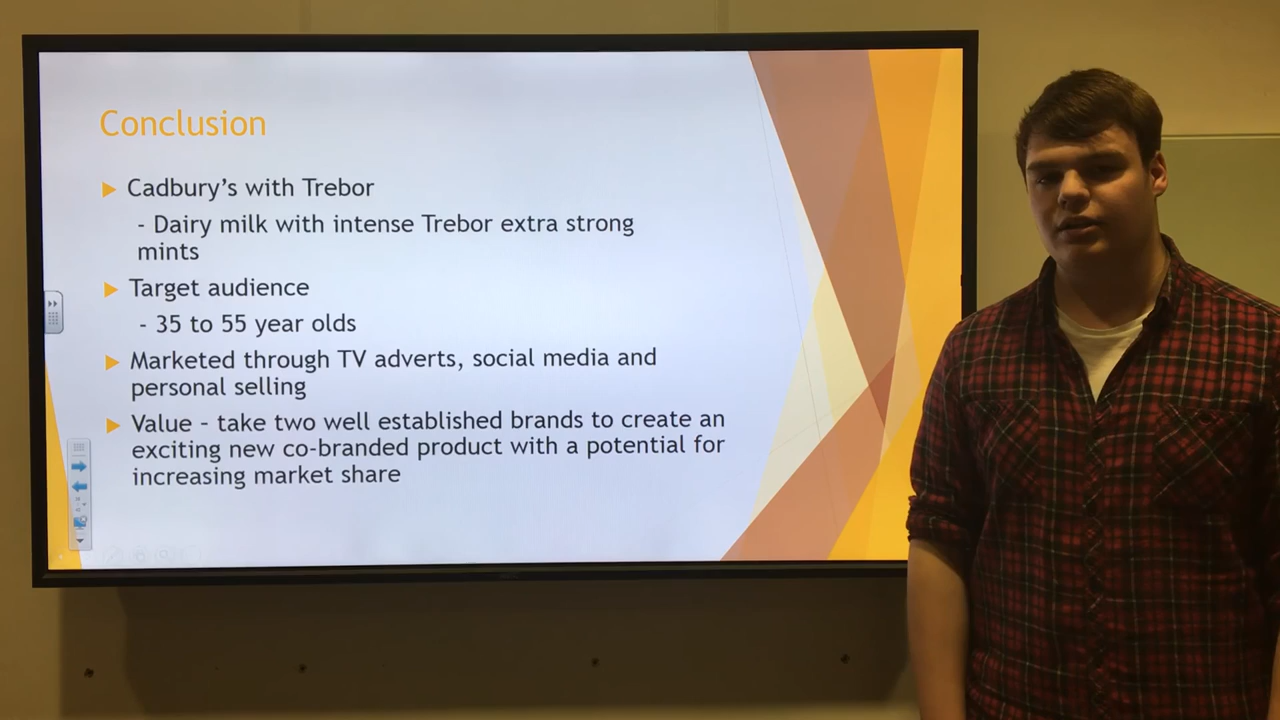 Conclusion
Cadbury's with Trebor
- Dairy milk with intense Trebor extra strong
mints
Target audience
- 35 to 55 year olds
Marketed through TV adverts, social media and
personal selling
Value - take two well established brands to create an
exciting new co-branded product with a potential for
increasing market share